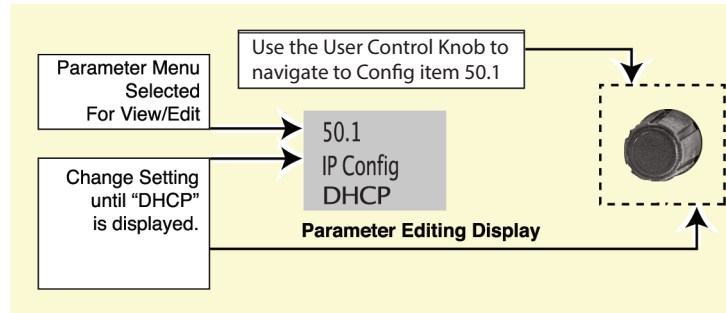 Use the User Control Knob to
navigate to Config item 50.1
Parameter Menu
Selected
For View/Edit
50.1
IP Config
DHCP
Change Setting
until “DHCP”
is displayed.
Parameter Editing Display